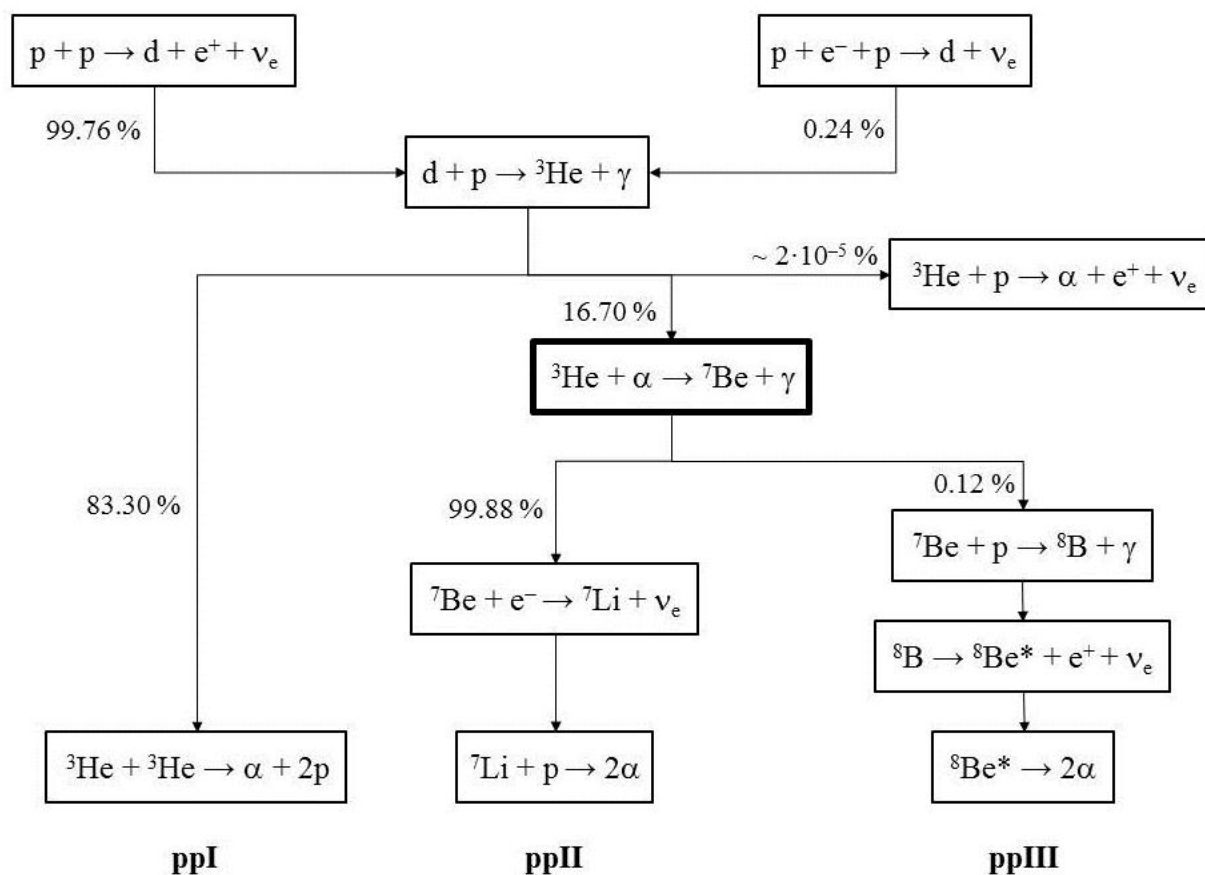 p + p → d + e⁺ + νₑ
p + e⁻ + p → d + νₑ
99.76 %
0.24 %
d + p → ³He + γ
~ 2·10⁻⁵ %
³He + p → α + e⁺ + νₑ
16.70 %
³He + α → ⁷Be + γ
83.30 %
99.88 %
0.12 %
⁷Be + p → ⁸B + γ
⁷Be + e⁻ → ⁷Li + νₑ
⁸B → ⁸Be* + e⁺ + νₑ
³He + ³He → α + 2p
⁷Li + p → 2α
⁸Be* → 2α
ppI
ppII
ppIII